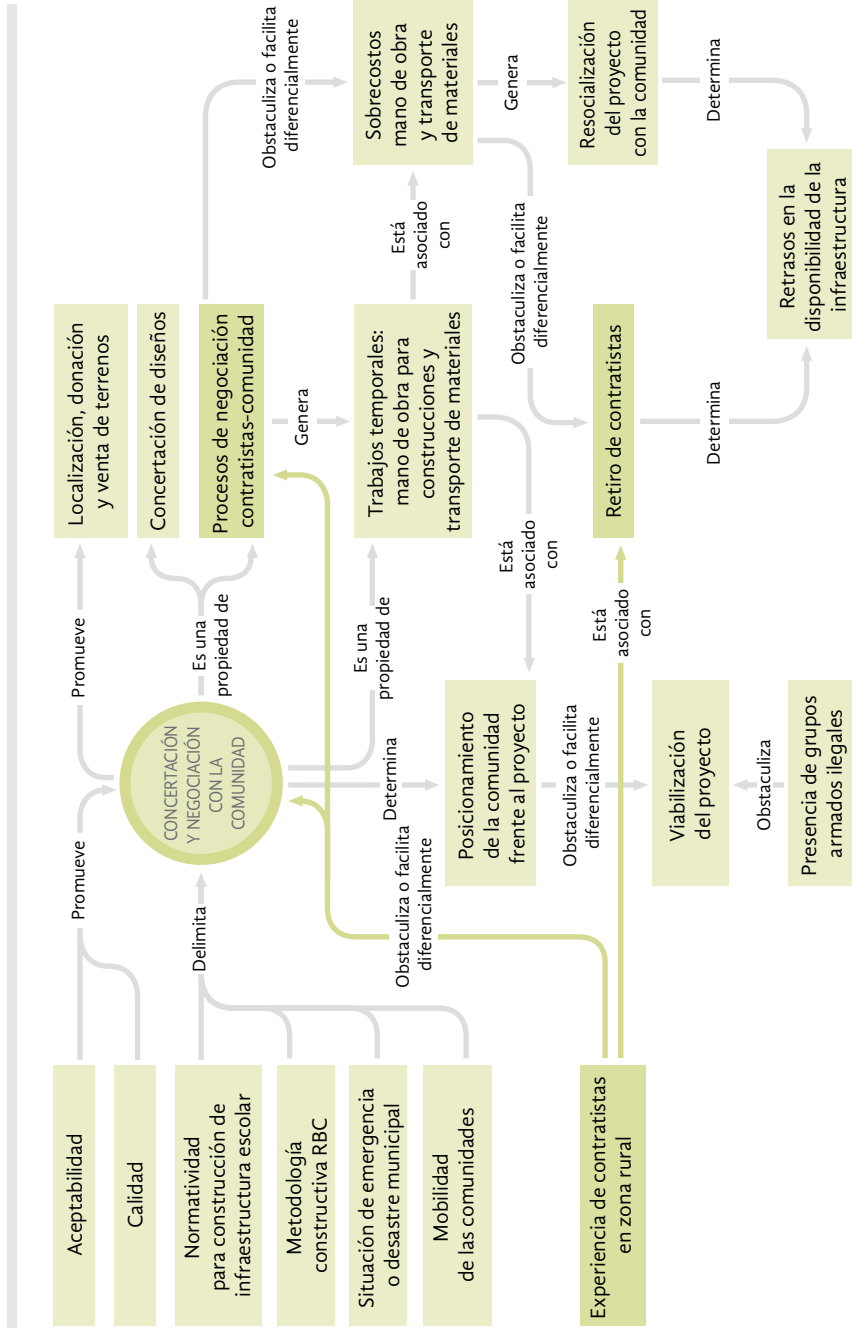 Aceptabilidad
Calidad
Normatividad
para construcción de
infraestructura escolar
Metodología
constructiva RBC
Situación de emergencia
o desastre municipal
Mobilidad
de las comunidades
Experiencia de contratistas
en zona rural
Promueve
Delimita
Obstaculiza o facilita
diferencialmente
CONCERTACIÓN
Y NEGOCIACIÓN
CON LA
COMUNIDAD
Promueve
Es una
propiedad de
Es una
propiedad de
Determina
Posicionamiento
de la comunidad
frente al proyecto
Obstaculiza o facilita
diferencialmente
Viabilización
del proyecto
Obstaculiza
Presencia de grupos
armados ilegales
Localización, donación
y venta de terrenos
Concertación de diseños
Procesos de negociación
contratistas-comunidad
Genera
Trabajos temporales:
mano de obra para
construcciones y
transporte de materiales
Está
asociado
con
Está
asociado
con
Retiro de contratistas
Determina
Obstaculiza o facilita
diferencialmente
Está
asociado
con
Sobrecostos
mano de obra
y transporte
de materiales
Obstaculiza o facilita
diferencialmente
Genera
Resocialización
del proyecto
con la comunidad
Determina
Retrasos en la
disponibilidad de la
infraestructura